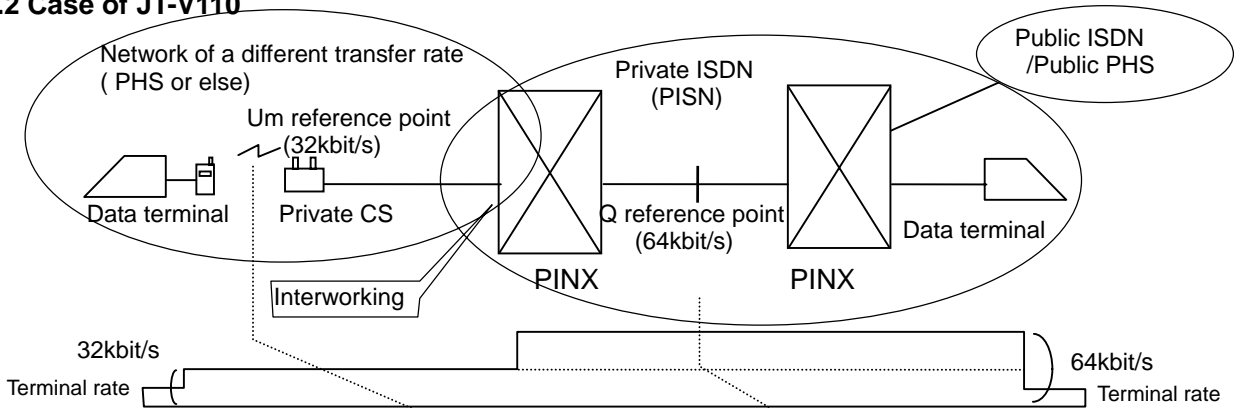 .2 Case of JT-V110
Network of a different transfer rate
( PHS or else)
Um reference point
(32kbit/s)
Data terminal
Private CS
Interworking
Private ISDN
(PISN)
Q reference point
(64kbit/s)
PINX
PINX
Public ISDN
/Public PHS
Data terminal
32kbit/s
64kbit/s
Terminal rate
Terminal rate